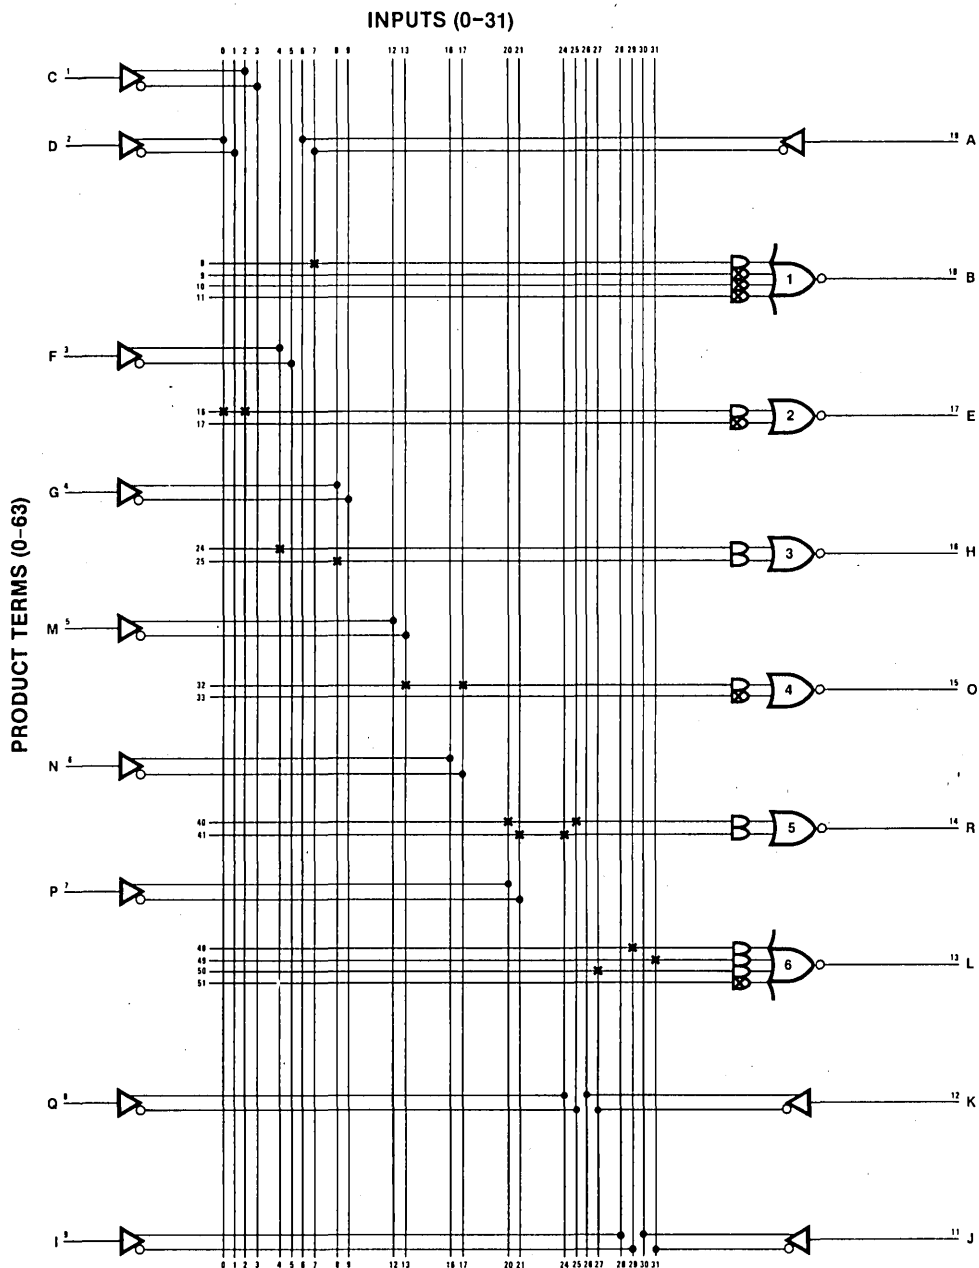 INPUTS (0–31)
0 1 2 3 4 5 6 7 8 9 12 13 16 17 20 21 24 25 26 27 28 29 30 31
C 1
D 2
19 A
8
9
10
11
1
18 B
F 3
16
17
2
17 E
G 4
PRODUCT TERMS (0–63)
24
25
3
16 H
M 5
32
33
4
15 O
N 6
40
41
5
14 R
P 7
48
49
50
51
6
13 L
Q 8
12 K
I 9
11 J
0 1 2 3 4 5 6 7 8 9 12 13 16 17 20 21 24 25 26 27 28 29 30 31